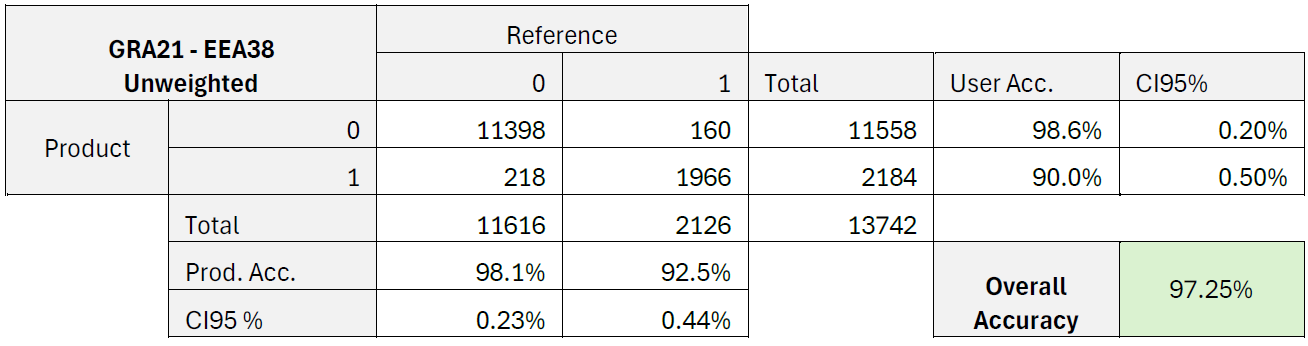 GRA21 - EEA38 Reference
Unweighted 0 1 Total User Acc. CI95%
Product 0 11398 160 11558 98.6% 0.20%
1 218 1966 2184 90.0% 0.50%
Total 11616 2126 13742
Prod. Acc. 98.1% 92.5% Overall 97.25%
CI95 % 0.23% 0.44% Accuracy